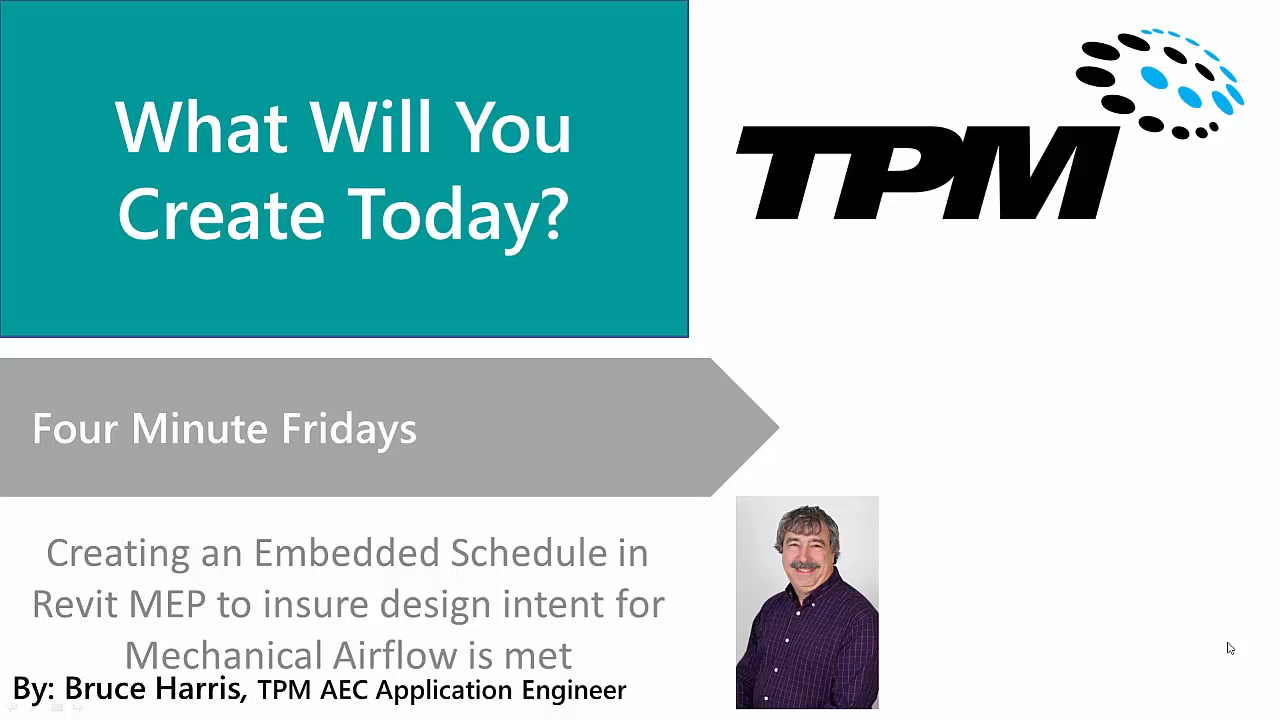 What Will You
Create Today?
TPM
Four Minute Fridays
Creating an Embedded Schedule in
Revit MEP to insure design intent for
Mechanical Airflow is met
By: Bruce Harris, TPM AEC Application Engineer